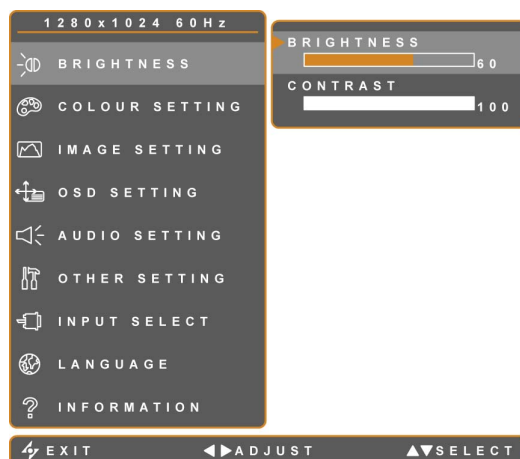 1280x1024 60Hz
BRIGHTNESS
COLOUR SETTING
IMAGE SETTING
OSD SETTING
AUDIO SETTING
OTHER SETTING
INPUT SELECT
LANGUAGE
INFORMATION
BRIGHTNESS
60
CONTRAST
100
EXIT ADJUST SELECT